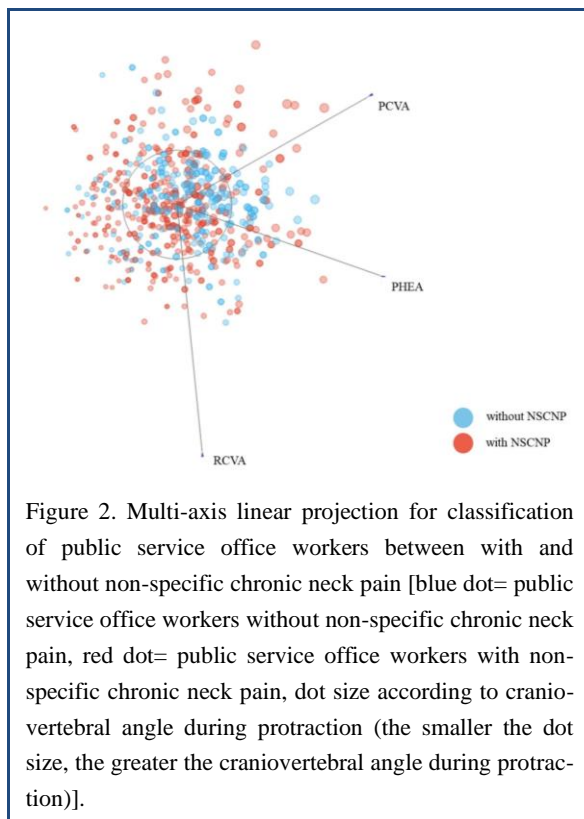 PCVA
PHEA
without NSCNP
with NSCNP
RCVA
Figure 2. Multi-axis linear projection for classification
of public service office workers between with and
without non-specific chronic neck pain [blue dot= public
service office workers without non-specific chronic neck
pain, red dot= public service office workers with non-
specific chronic neck pain, dot size according to cranio-
vertebral angle during protraction (the smaller the dot
size, the greater the craniovertebral angle during protrac-
tion)].